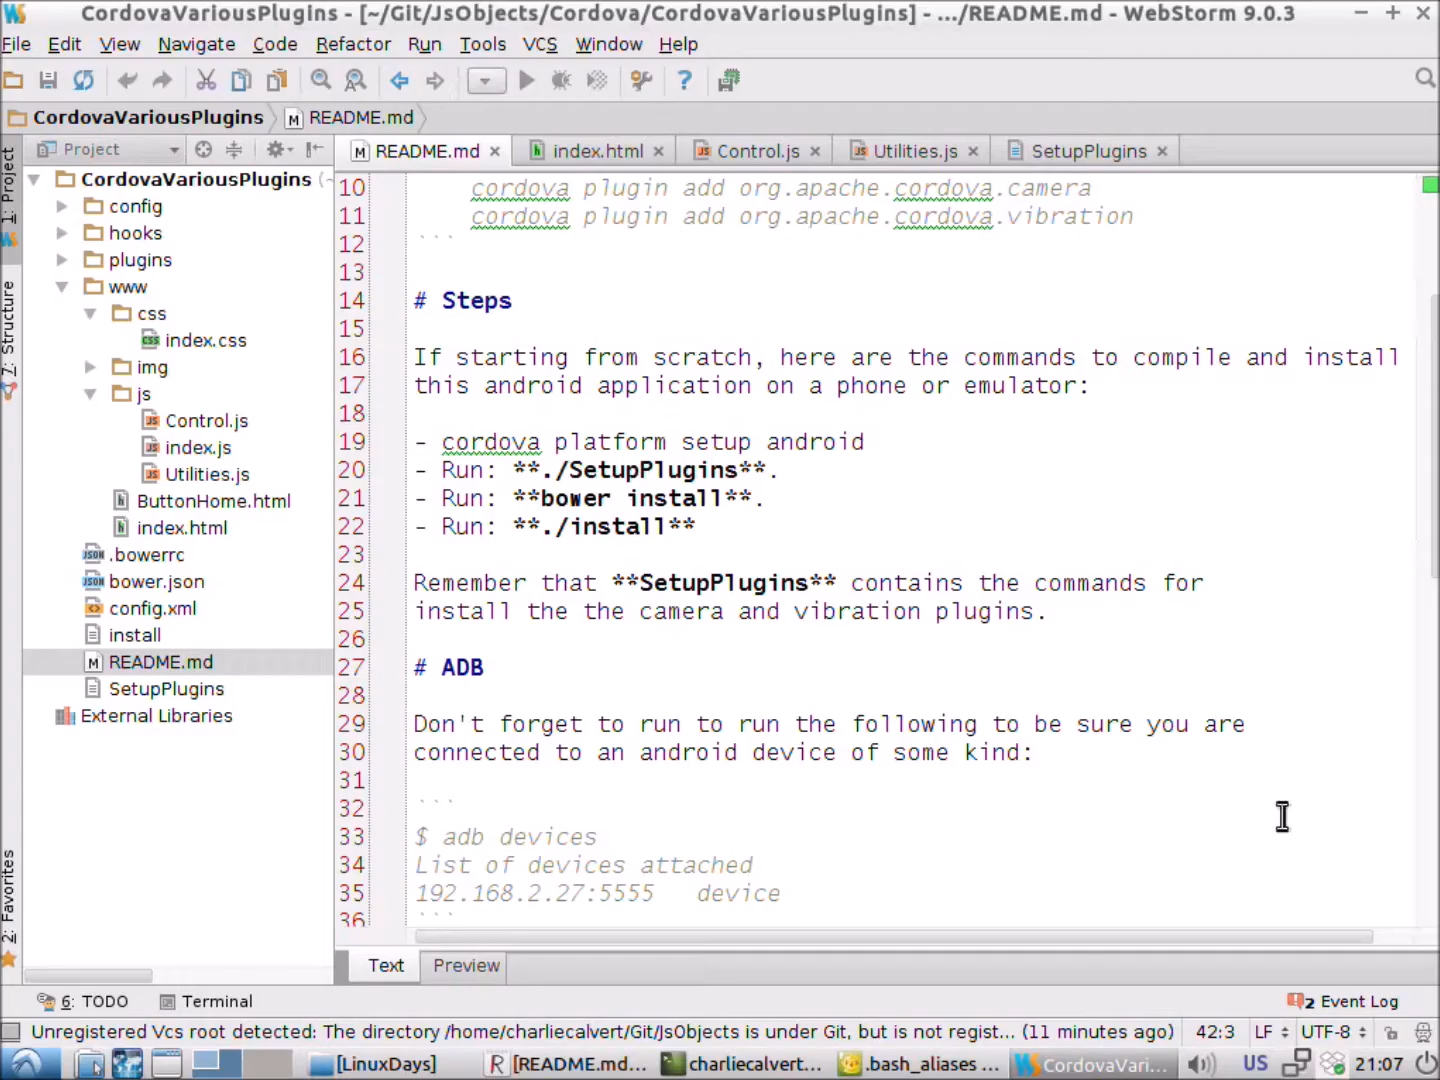 CordovaVariousPlugins - [~/Git/JsObjects/Cordova/CordovaVariousPlugins] - .../README.md - WebStorm 9.0.3
File Edit View Navigate Code Refactor Run Tools VCS Window Help
CordovaVariousPlugins README.md
Project
README.md index.html Control.js Utilities.js SetupPlugins
1: Project
7: Structure
2: Favorites
CordovaVariousPlugins (~
config
hooks
plugins
www
css
index.css
img
js
Control.js
index.js
Utilities.js
ButtonHome.html
index.html
.bowerrc
bower.json
config.xml
install
README.md
SetupPlugins
External Libraries
10 cordova plugin add org.apache.cordova.camera
11 cordova plugin add org.apache.cordova.vibration
12 ```
13
14 # Steps
15
16 If starting from scratch, here are the commands to compile and install
17 this android application on a phone or emulator:
18
19 - cordova platform setup android
20 - Run: **./SetupPlugins**.
21 - Run: **bower install**.
22 - Run: **./install**
23
24 Remember that **SetupPlugins** contains the commands for
25 install the the camera and vibration plugins.
26
27 # ADB
28
29 Don't forget to run to run the following to be sure you are
30 connected to an android device of some kind:
31
32 ```
33 $ adb devices
34 List of devices attached
35 192.168.2.27:5555   device
36 ```
Text Preview
6: TODO Terminal 2 Event Log
Unregistered Vcs root detected: The directory /home/charliecalvert/Git/JsObjects is under Git, but is not regist... (11 minutes ago) 42:3 LF UTF-8
[LinuxDays] [README.md... charliecalvert... .bash_aliases ... CordovaVari... US 21:07